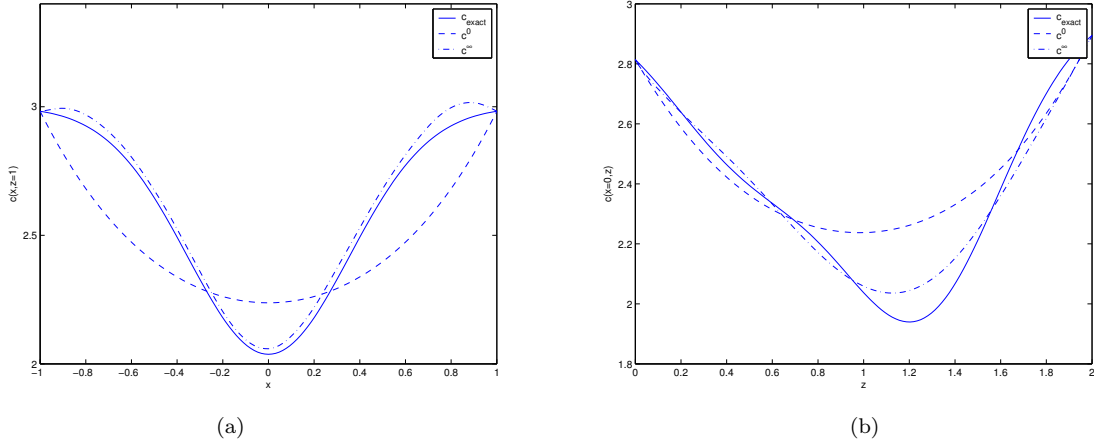 c_exact
c^0
c^∞
c(x,z=1)
3
2.5
2
−1
−0.8
−0.6
−0.4
−0.2
0
0.2
0.4
0.6
0.8
1
x
(a)
c_exact
c^0
c^∞
c(x=0,z)
3
2.8
2.6
2.4
2.2
2
1.8
0
0.2
0.4
0.6
0.8
1
1.2
1.4
1.6
1.8
2
z
(b)